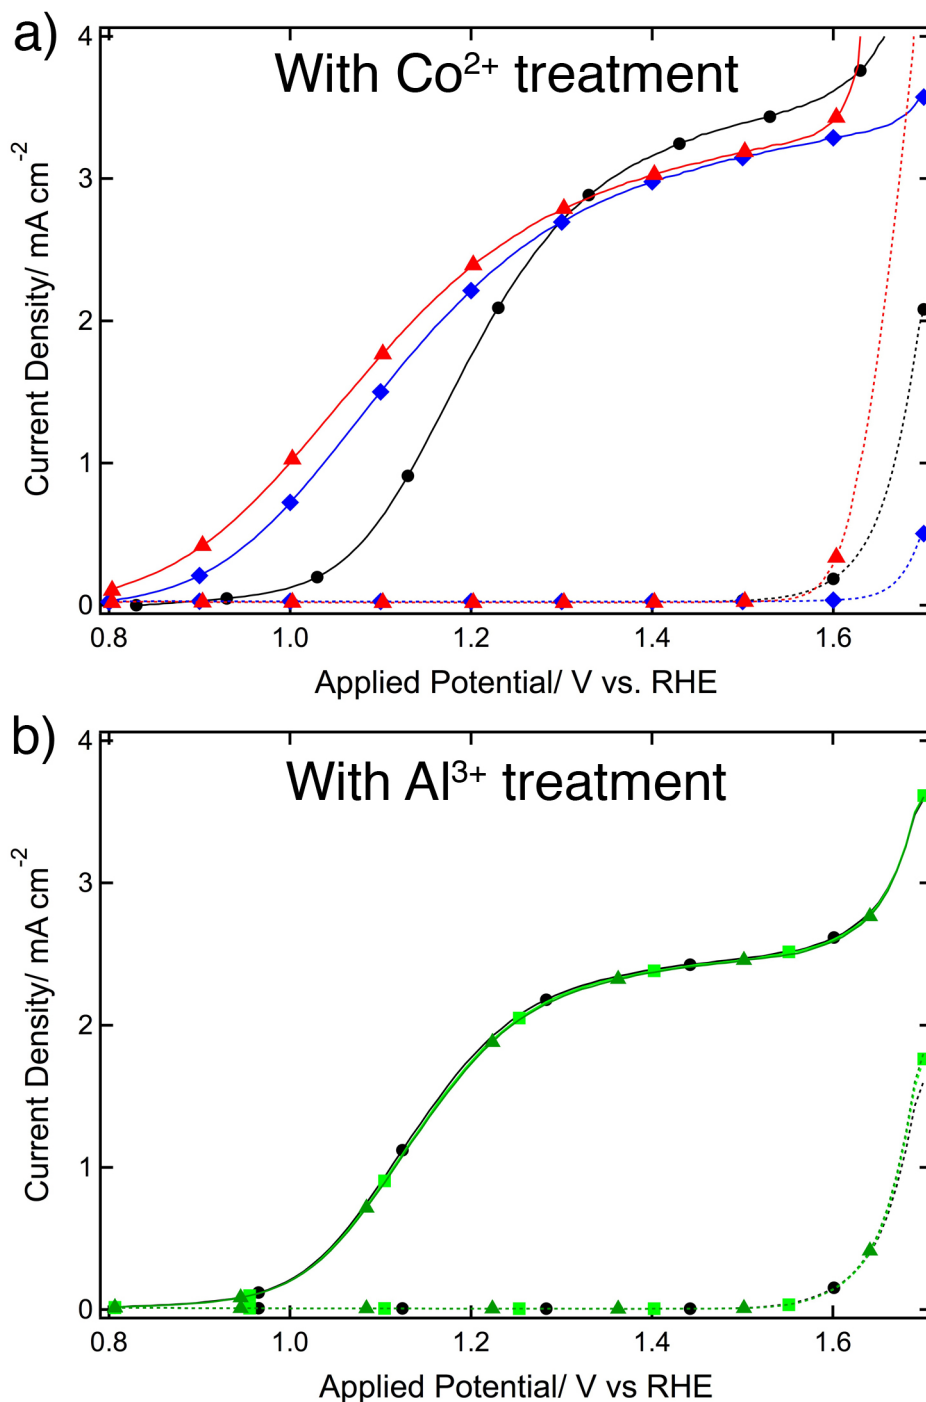 a)
With Co²⁺ treatment
4
3
2
1
0
Current Density/ mA cm⁻²
0.8 1.0 1.2 1.4 1.6
Applied Potential/ V vs. RHE
b)
With Al³⁺ treatment
4
3
2
1
0
Current Density/ mA cm⁻²
0.8 1.0 1.2 1.4 1.6
Applied Potential/ V vs RHE